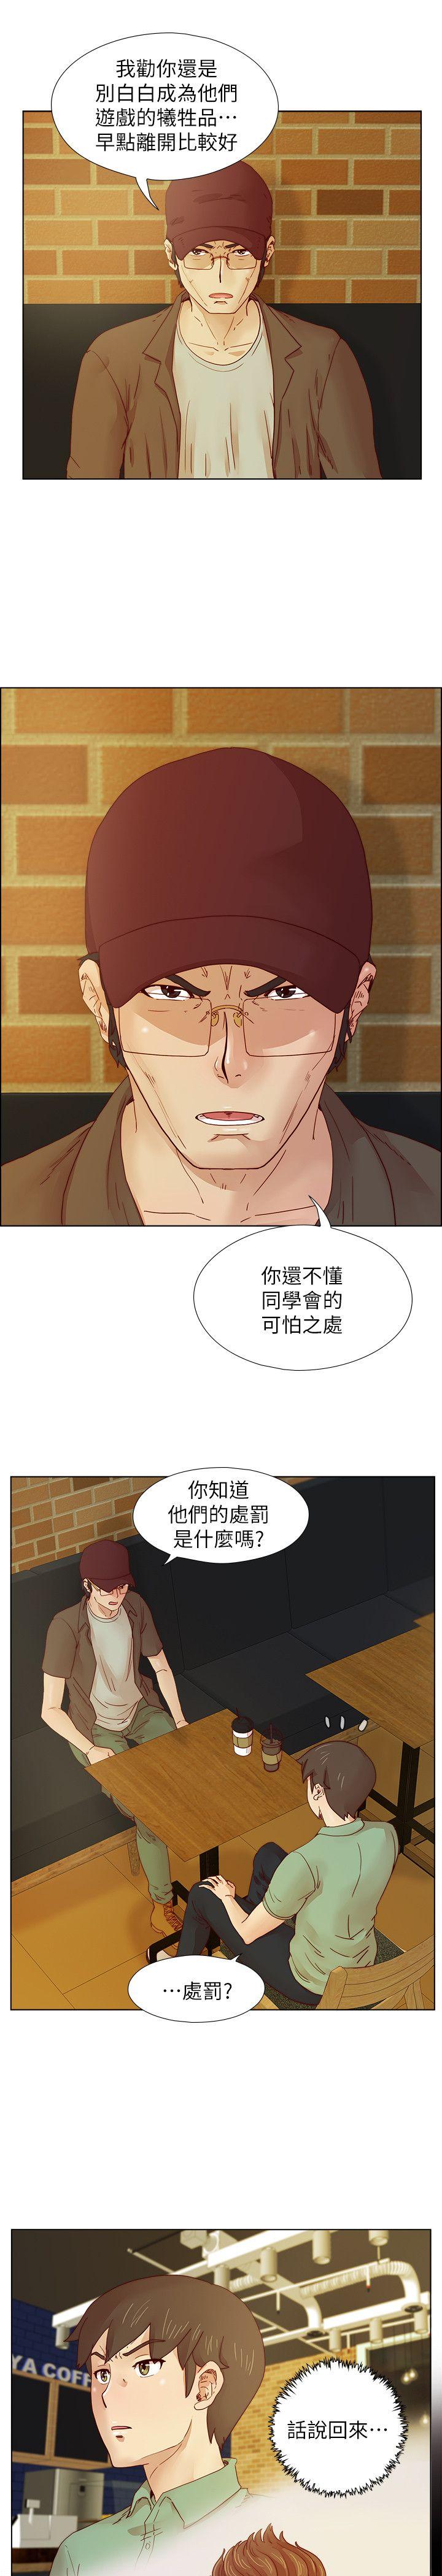 我勸你還是
別白白成為他們
遊戲的犧牲品…
早點離開比較好
你還不懂
同學會的
可怕之處
你知道
他們的處罰
是什麼嗎?
…處罰?
YA COFF
話說回來…